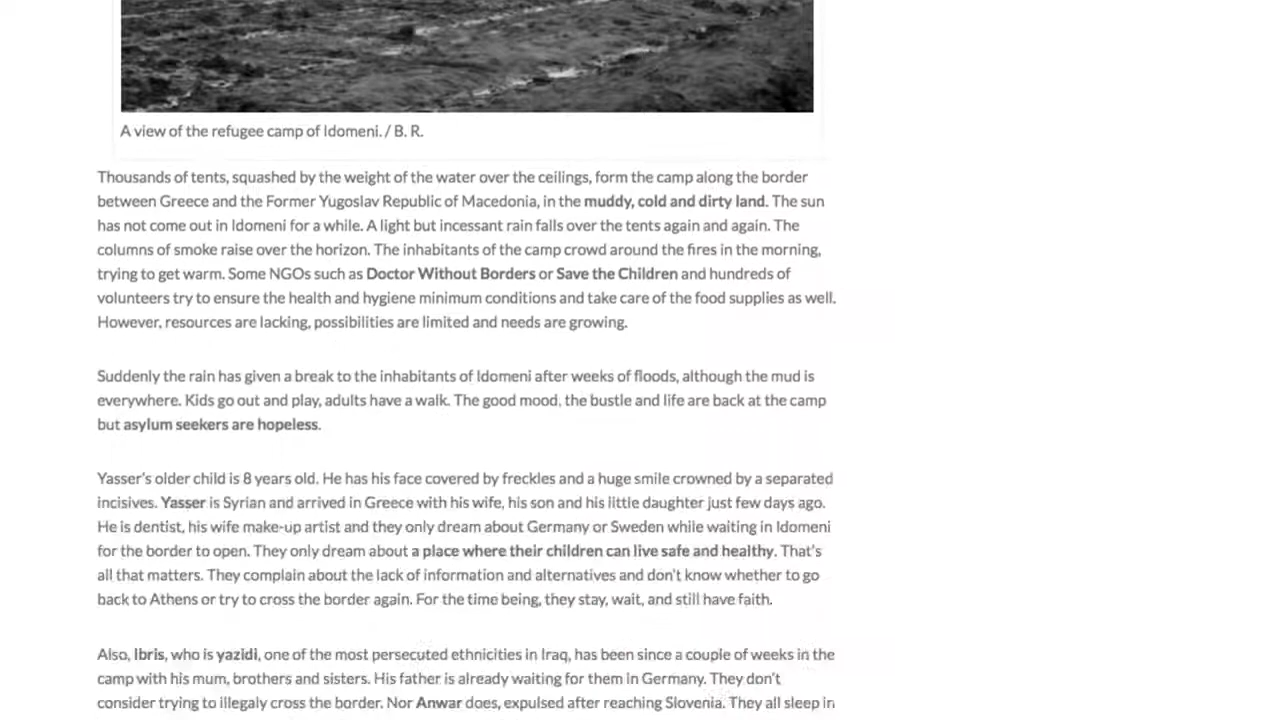 A view of the refugee camp of Idomeni. / B. R.
Thousands of tents, squashed by the weight of the water over the ceilings, form the camp along the border
between Greece and the Former Yugoslav Republic of Macedonia, in the muddy, cold and dirty land. The sun
has not come out in Idomeni for a while. A light but incessant rain falls over the tents again and again. The
columns of smoke raise over the horizon. The inhabitants of the camp crowd around the fires in the morning,
trying to get warm. Some NGOs such as Doctor Without Borders or Save the Children and hundreds of
volunteers try to ensure the health and hygiene minimum conditions and take care of the food supplies as well.
However, resources are lacking, possibilities are limited and needs are growing.
Suddenly the rain has given a break to the inhabitants of Idomeni after weeks of floods, although the mud is
everywhere. Kids go out and play, adults have a walk. The good mood, the bustle and life are back at the camp
but asylum seekers are hopeless.
Yasser's older child is 8 years old. He has his face covered by freckles and a huge smile crowned by a separated
incisives. Yasser is Syrian and arrived in Greece with his wife, his son and his little daughter just few days ago.
He is dentist, his wife make-up artist and they only dream about Germany or Sweden while waiting in Idomeni
for the border to open. They only dream about a place where their children can live safe and healthy. That's
all that matters. They complain about the lack of information and alternatives and don't know whether to go
back to Athens or try to cross the border again. For the time being, they stay, wait, and still have faith.
Also, Ibris, who is yazidi, one of the most persecuted ethnicities in Iraq, has been since a couple of weeks in the
camp with his mum, brothers and sisters. His father is already waiting for them in Germany. They don't
consider trying to illegaly cross the border. Nor Anwar does, expulsed after reaching Slovenia. They all sleep in